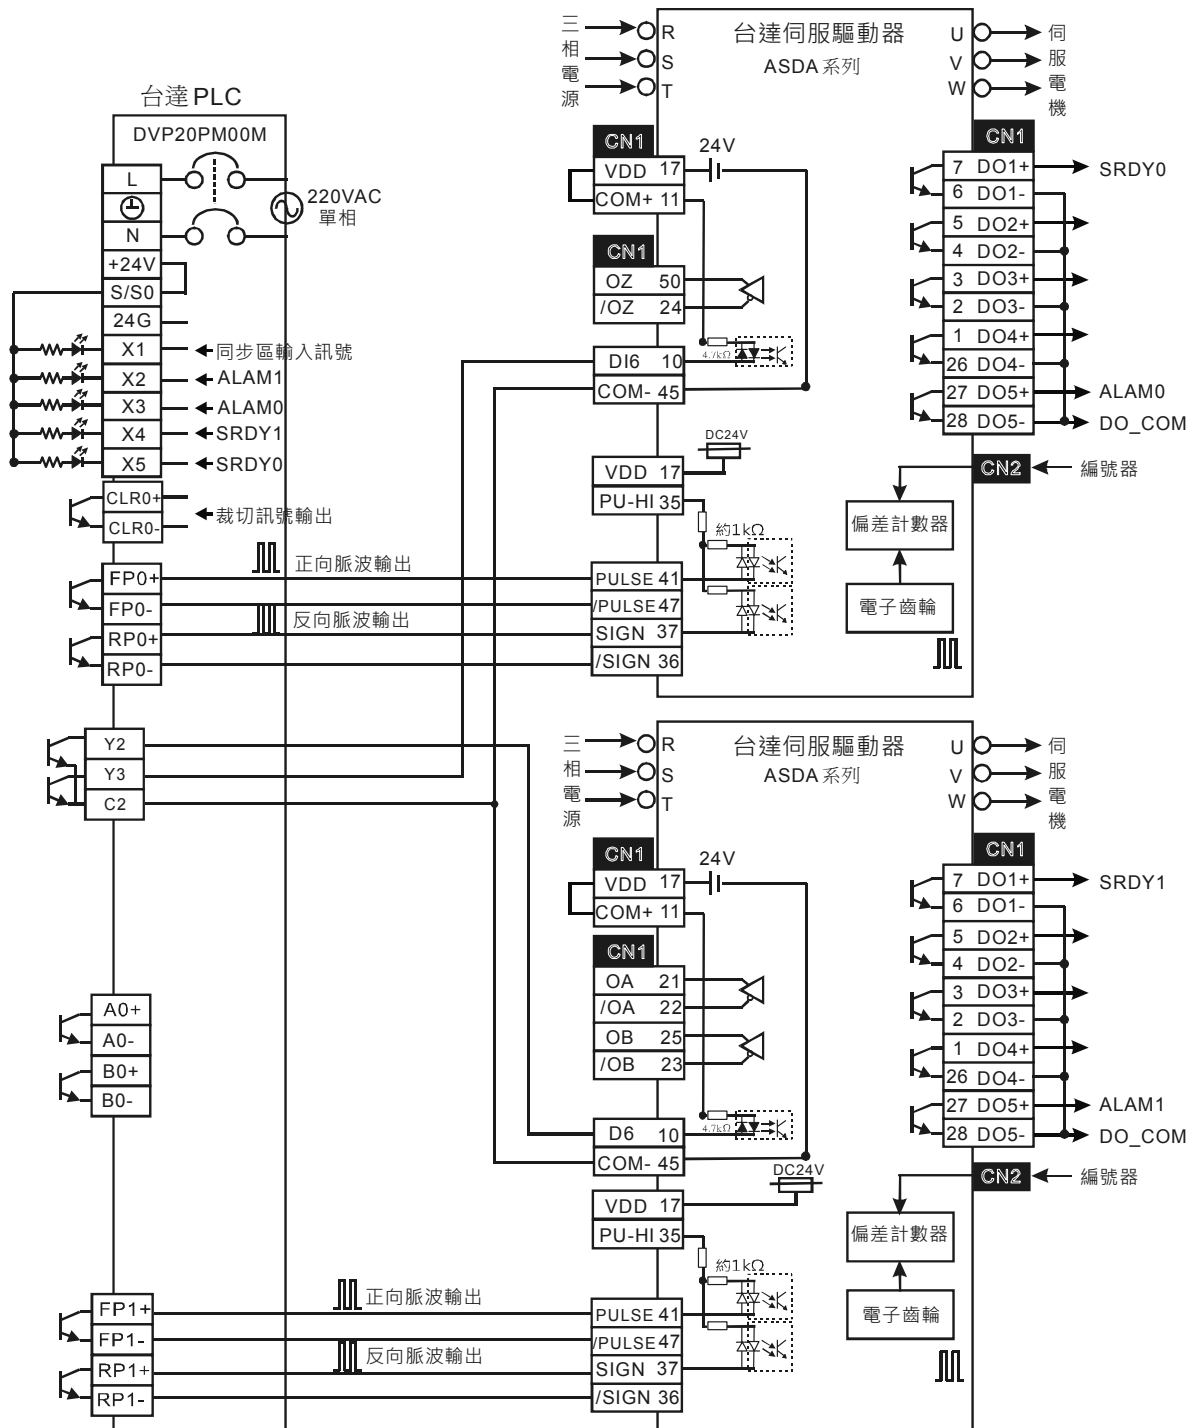 台達PLC
DVP20PM00M
L
N
+24V
S/S0
24G
X1
X2
X3
X4
X5
CLR0+
CLR0-
FP0+
FP0-
RP0+
RP0-
Y2
Y3
C2
A0+
A0-
B0+
B0-
FP1+
FP1-
RP1+
RP1-
220VAC
單相
同步區輸入訊號
ALAM1
ALAM0
SRDY1
SRDY0
裁切訊號輸出
正向脈波輸出
反向脈波輸出
正向脈波輸出
反向脈波輸出
三相電源
R
S
T
台達伺服驅動器
ASDA系列
U
V
W
伺服電機
CN1
VDD 17
COM+ 11
24V
CN1
OZ 50
/OZ 24
DI6 10
COM- 45
4.7kΩ
DC24V
VDD 17
PU-HI 35
約1kΩ
PULSE 41
/PULSE 47
SIGN 37
/SIGN 36
CN1
7 DO1+
6 DO1-
5 DO2+
4 DO2-
3 DO3+
2 DO3-
1 DO4+
26 DO4-
27 DO5+
28 DO5-
SRDY0
ALAM0
DO_COM
CN2
編號器
偏差計數器
電子齒輪
三相電源
R
S
T
台達伺服驅動器
ASDA系列
U
V
W
伺服電機
CN1
VDD 17
COM+ 11
24V
CN1
OA 21
/OA 22
OB 25
/OB 23
D6 10
COM- 45
4.7kΩ
DC24V
VDD 17
PU-HI 35
約1kΩ
PULSE 41
/PULSE 47
SIGN 37
/SIGN 36
CN1
7 DO1+
6 DO1-
5 DO2+
4 DO2-
3 DO3+
2 DO3-
1 DO4+
26 DO4-
27 DO5+
28 DO5-
SRDY1
ALAM1
DO_COM
CN2
編號器
偏差計數器
電子齒輪